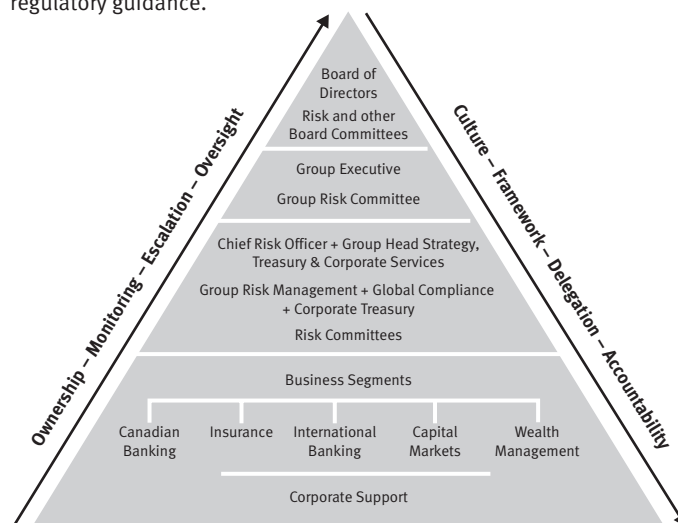 regulatory guidance.
Board of
Directors
Risk and other
Board Committees
Group Executive
Group Risk Committee
Chief Risk Officer + Group Head Strategy,
Treasury & Corporate Services
Group Risk Management + Global Compliance
+ Corporate Treasury
Risk Committees
Business Segments
Canadian
Banking
Insurance
International
Banking
Capital
Markets
Wealth
Management
Corporate Support
Ownership – Monitoring – Escalation – Oversight
Culture – Framework – Delegation – Accountability